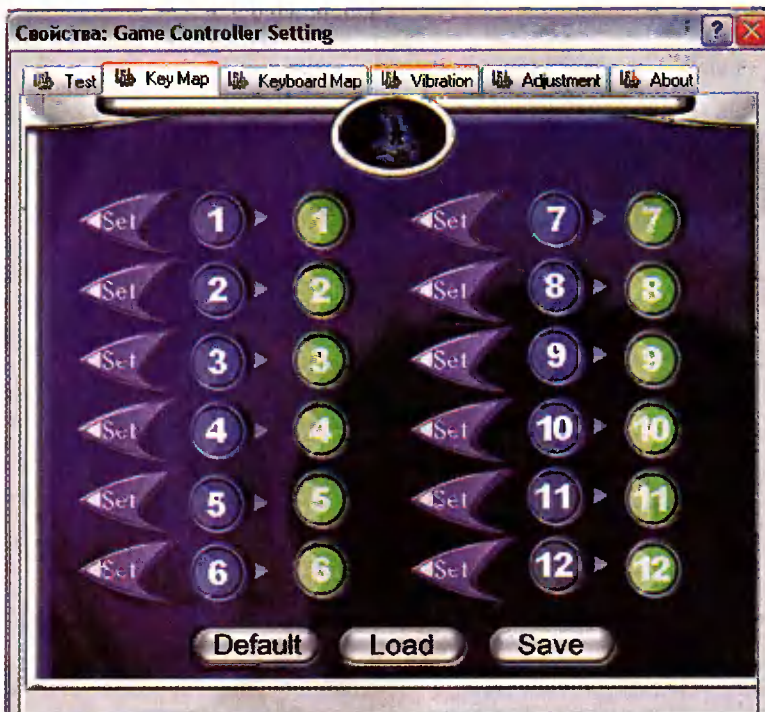 Свойства: Game Controller Setting
Test Key Map Keyboard Map Vibration Adjustment About
Set 1 1 Set 7 7
Set 2 2 Set 8 8
Set 3 3 Set 9 9
Set 4 4 Set 10 10
Set 5 5 Set 11 11
Set 6 6 Set 12 12
Default Load Save